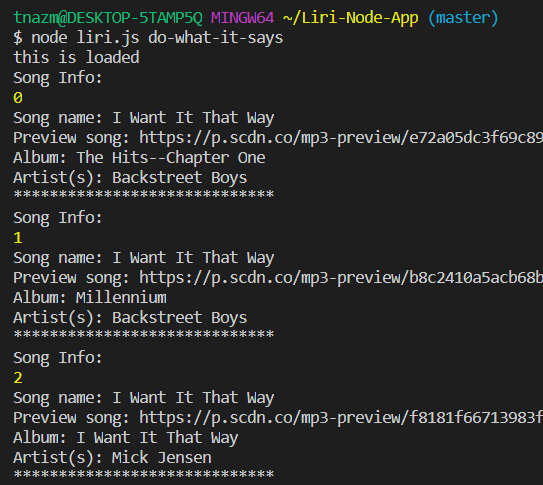 tnazm@DESKTOP-5TAMP5Q MINGW64 ~/Liri-Node-App (master)
$ node liri.js do-what-it-says
this is loaded
Song Info:
0
Song name: I Want It That Way
Preview song: https://p.scdn.co/mp3-preview/e72a05dc3f69c89
Album: The Hits--Chapter One
Artist(s): Backstreet Boys
*****************************
Song Info:
1
Song name: I Want It That Way
Preview song: https://p.scdn.co/mp3-preview/b8c2410a5acb68b
Album: Millennium
Artist(s): Backstreet Boys
*****************************
Song Info:
2
Song name: I Want It That Way
Preview song: https://p.scdn.co/mp3-preview/f8181f66713983f
Album: I Want It That Way
Artist(s): Mick Jensen
*****************************